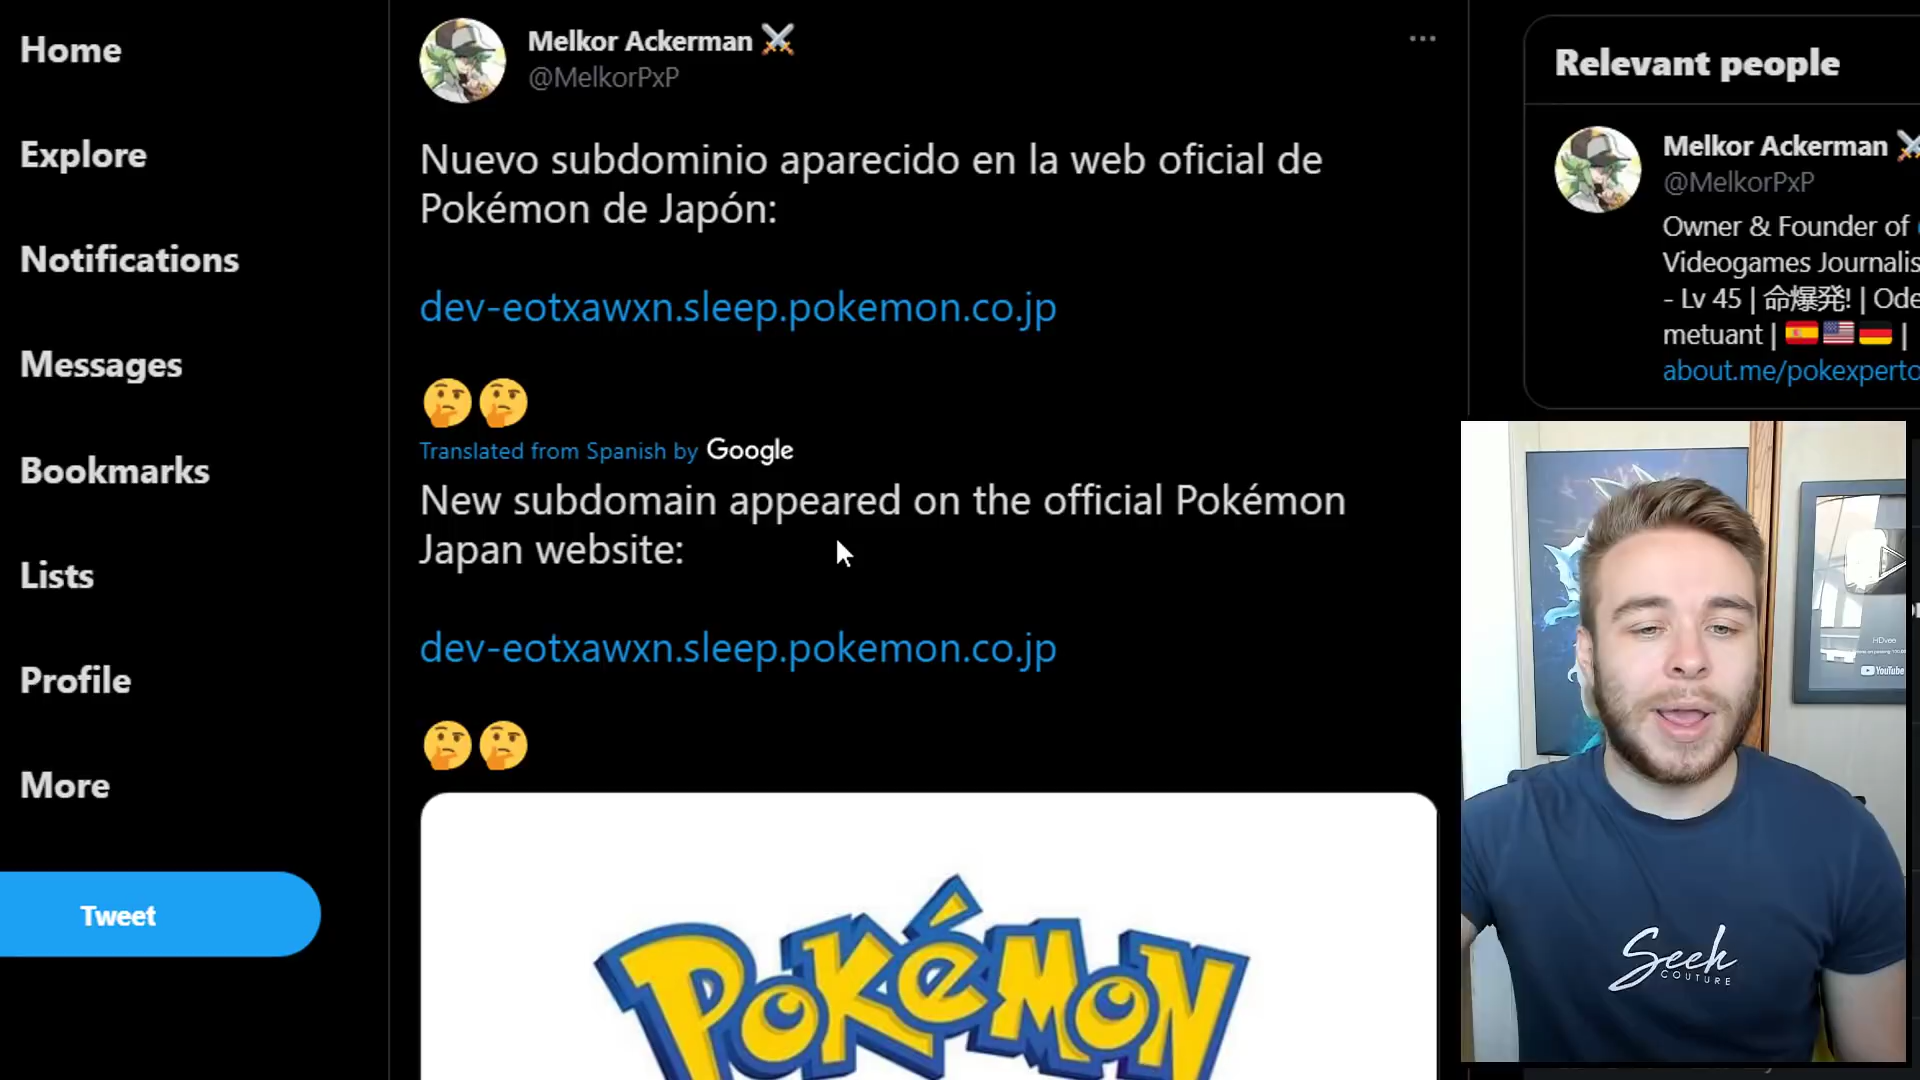 Home
Explore
Notifications
Messages
Bookmarks
Lists
Profile
More
Tweet
Melkor Ackerman
@MelkorPxP
Nuevo subdominio aparecido en la web oficial de
Pokémon de Japón:
dev-eotxawxn.sleep.pokemon.co.jp
Translated from Spanish by Google
New subdomain appeared on the official Pokémon
Japan website:
dev-eotxawxn.sleep.pokemon.co.jp
POKéMON
Relevant people
Melkor Ackerman
@MelkorPxP
Owner & Founder of
Videogames
- Lv 45 | 命爆発! |
metuant | |
about.me/pokexperto
HDvee
YouTube
Seek
COUTURE